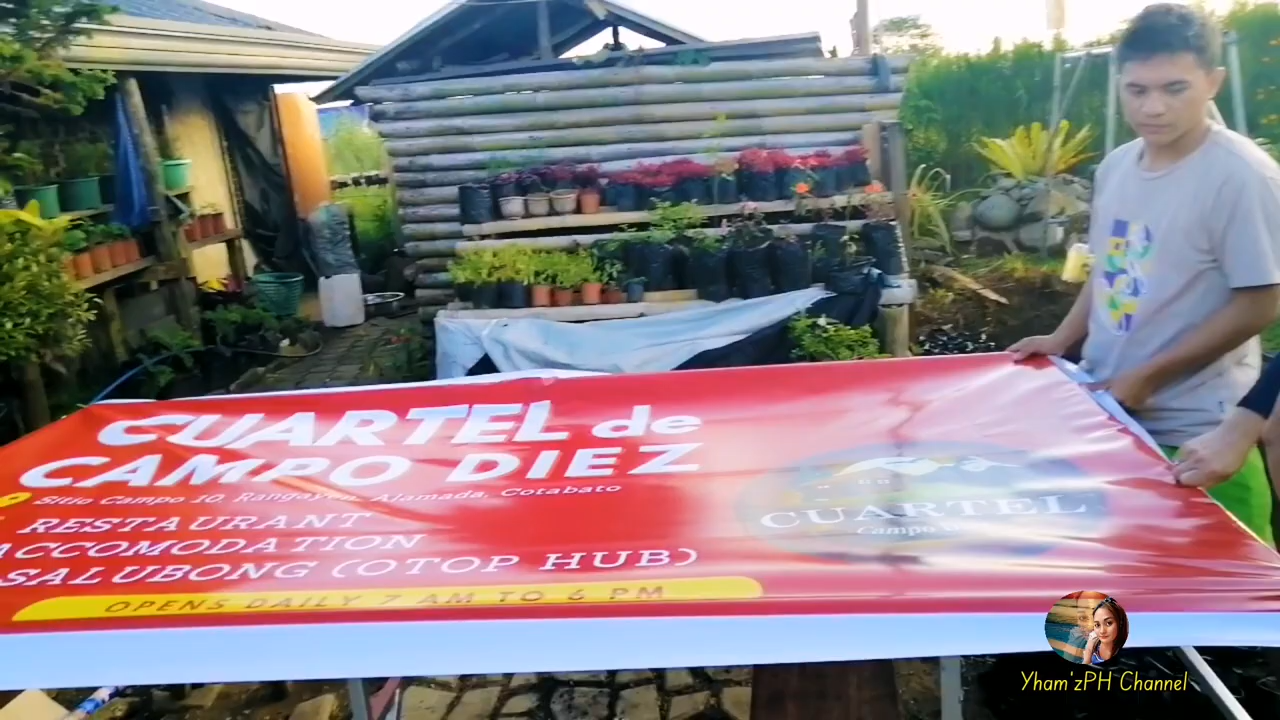 CUARTEL de
CAMPO DIEZ
Sitio Campo 10, Rangayen, Alamada, Cotabato
RESTAURANT
ACCOMODATION
SALUBONG (OTOP HUB)
OPENS DAILY 7 AM TO 6 PM
CUARTEL
Campo
Yham'zPH Channel